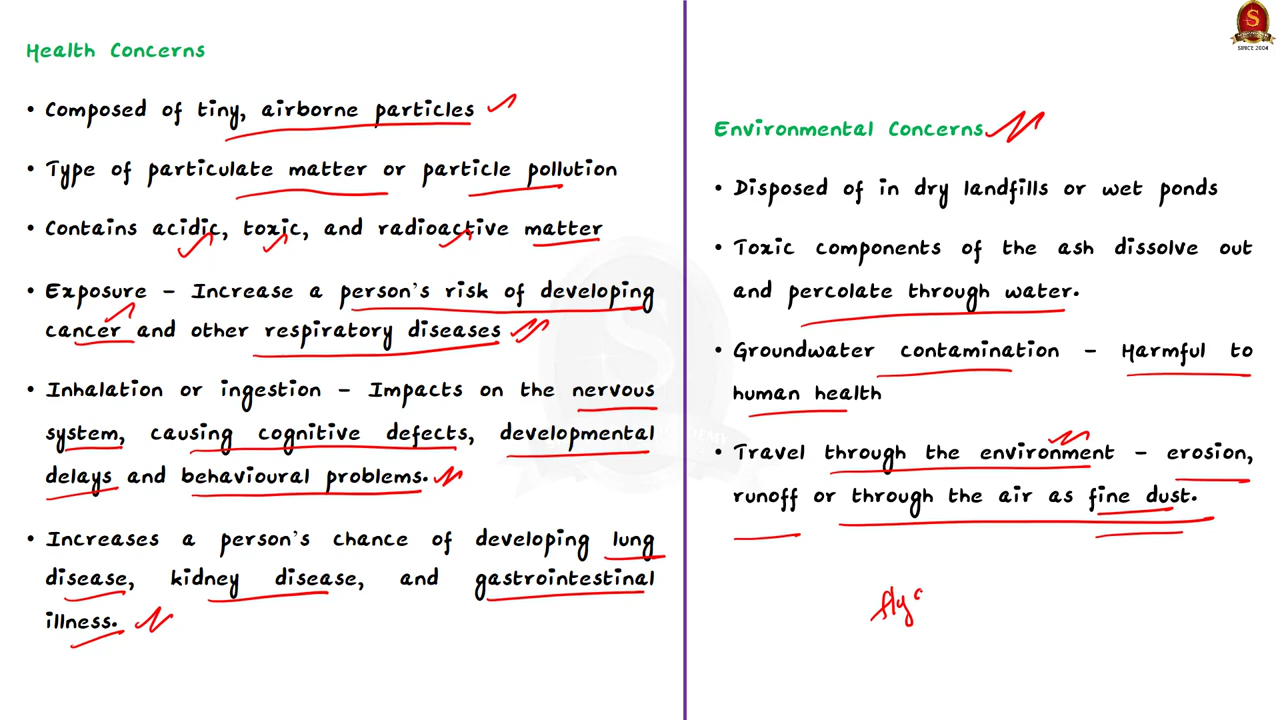 Health Concerns
• Composed of tiny, airborne particles
• Type of particulate matter or particle pollution
• Contains acidic, toxic, and radioactive matter
• Exposure – Increase a person's risk of developing
cancer and other respiratory diseases
• Inhalation or ingestion – Impacts on the nervous
system, causing cognitive defects, developmental
delays and behavioural problems.
• Increases a person's chance of developing lung
disease, kidney disease, and gastrointestinal
illness.
S
SINCE 2004
Environmental Concerns
• Disposed of in dry landfills or wet ponds
• Toxic components of the ash dissolve out
and percolate through water.
• Groundwater contamination – Harmful to
human health
• Travel through the environment – erosion,
runoff or through the air as fine dust.
fly